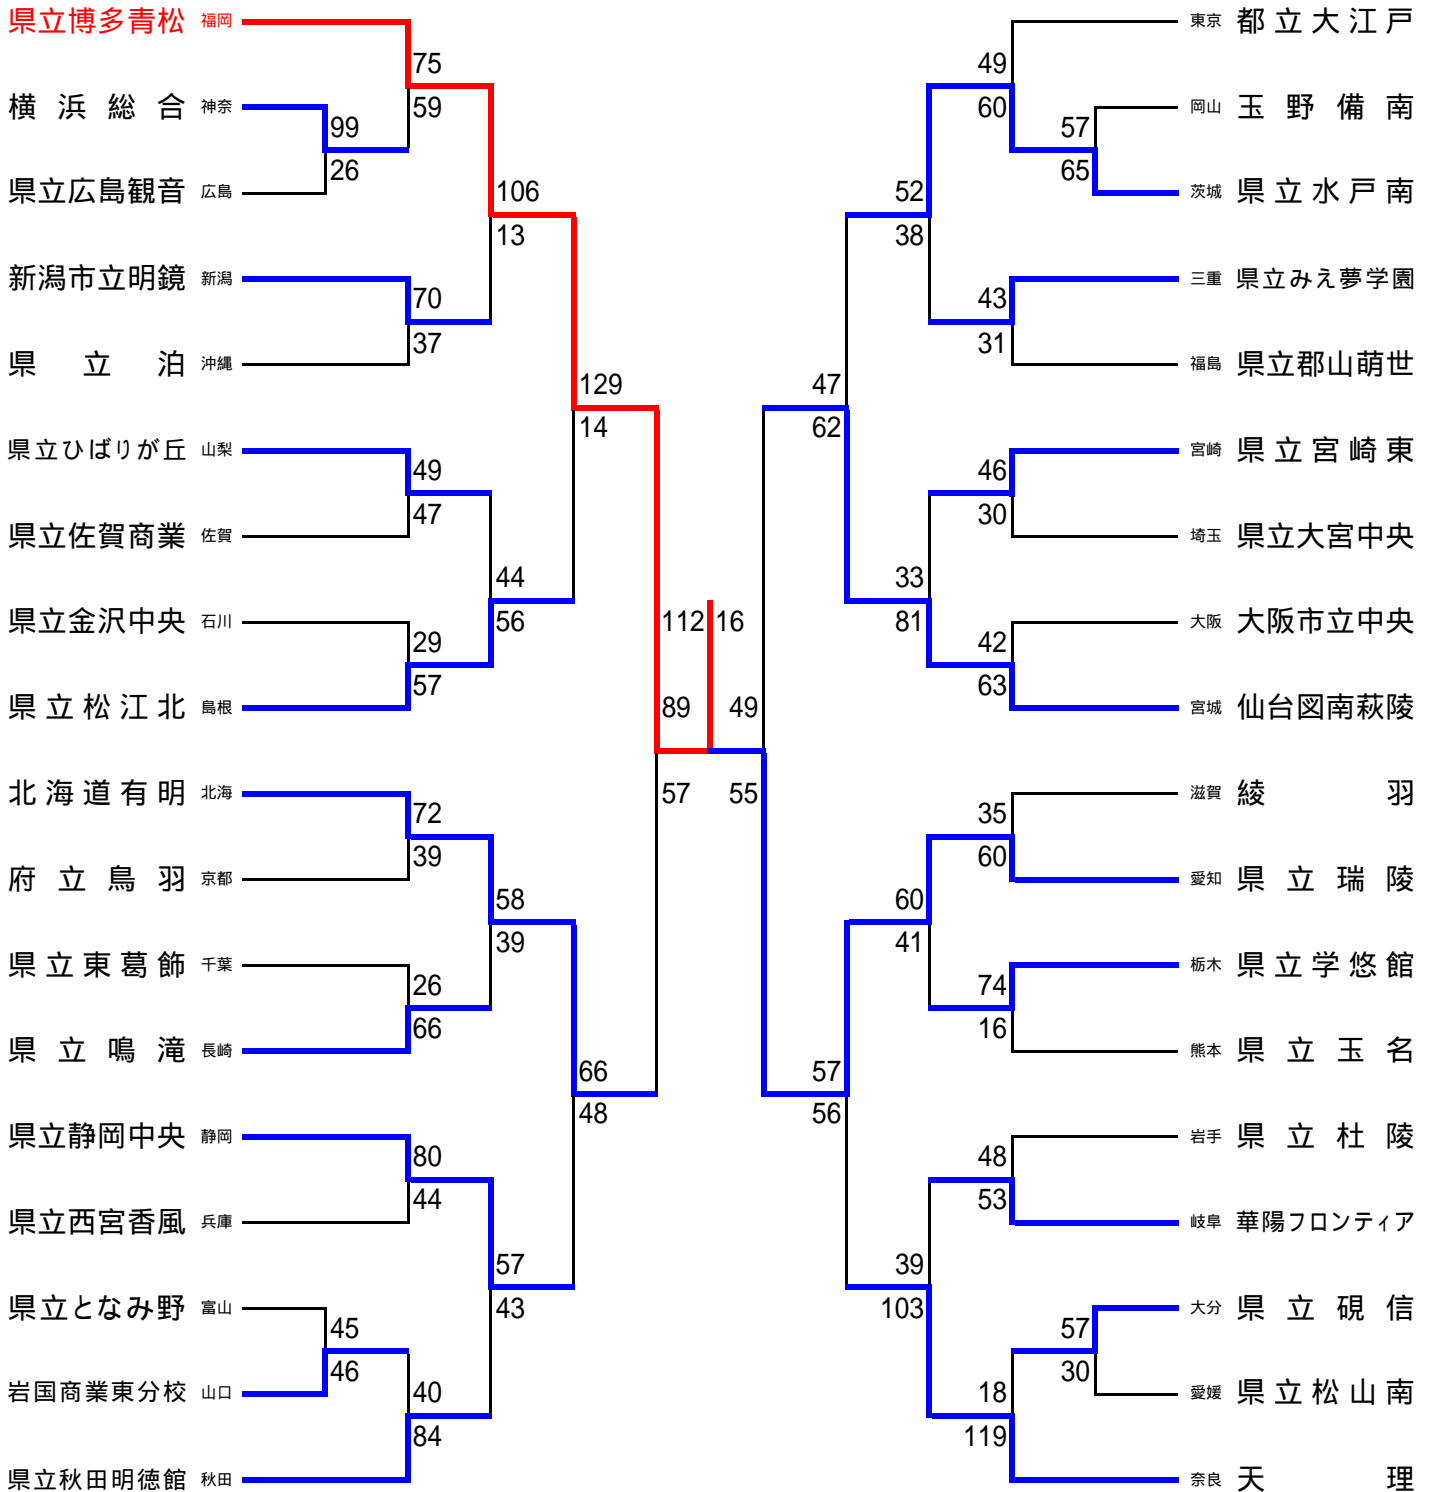 県立博多青松 福岡
75
横浜総合 神奈
59
99
26
県立広島観音 広島
106
13
新潟市立明鏡 新潟
70
37
県立泊 沖縄
129
14
県立ひばりが丘 山梨
49
47
県立佐賀商業 佐賀
44
56
県立金沢中央 石川
29
57
県立松江北 島根
112 16
89 49
57 55
北海道有明 北海
72
39
府立鳥羽 京都
58
39
県立東葛飾 千葉
26
66
県立鳴滝 長崎
66
48
県立静岡中央 静岡
80
44
県立西宮香風 兵庫
57
43
県立となみ野 富山
45
46
岩国商業東分校 山口
40
84
県立秋田明徳館 秋田
東京 都立大江戸
49
60
岡山 玉野備南
57
65
茨城 県立水戸南
52
38
三重 県立みえ夢学園
43
31
福島 県立郡山萌世
47
62
宮崎 県立宮崎東
46
30
埼玉 県立大宮中央
33
81
大阪 大阪市立中央
42
63
宮城 仙台図南萩陵
滋賀 綾羽
35
60
愛知 県立瑞陵
60
41
栃木 県立学悠館
74
16
熊本 県立玉名
57
56
岩手 県立杜陵
48
53
岐阜 華陽フロンティア
39
103
大分 県立硯信
57
30
愛媛 県立松山南
18
119
奈良 天理